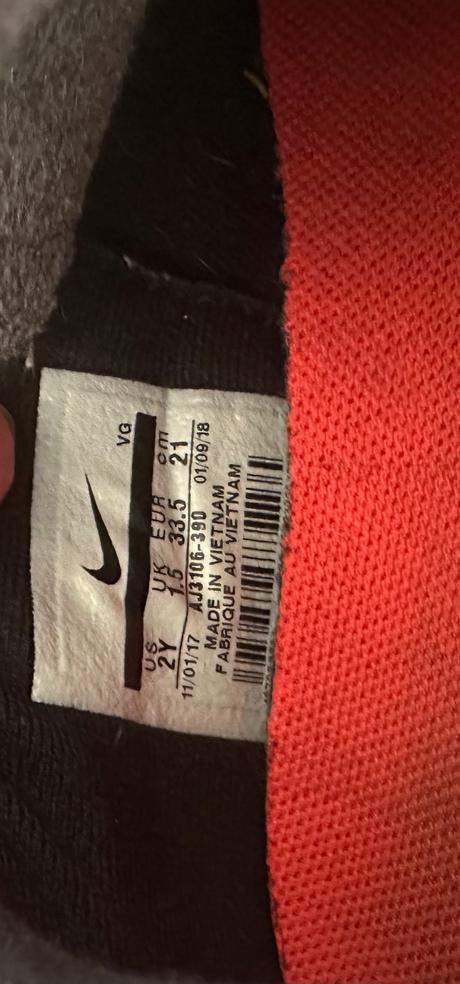 VG
US UK EUR cm
2Y 1.5 33.5 21
11/01/17 AJ3106-390 01/09/18
MADE IN VIETNAM
FABRIQUE AU VIETNAM